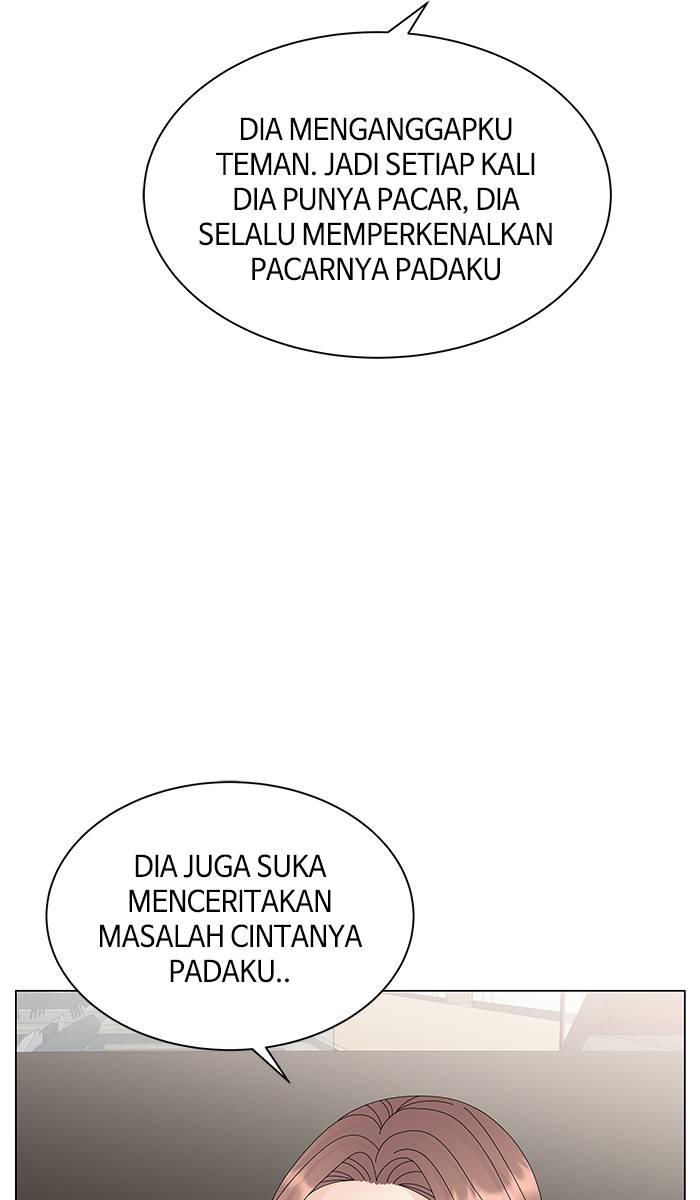 DIA MENGANGGAPKU
TEMAN. JADI SETIAP KALI
DIA PUNYA PACAR, DIA
SELALU MEMPERKENALKAN
PACARNYA PADAKU
DIA JUGA SUKA
MENCERITAKAN
MASALAH CINTANYA
PADAKU..